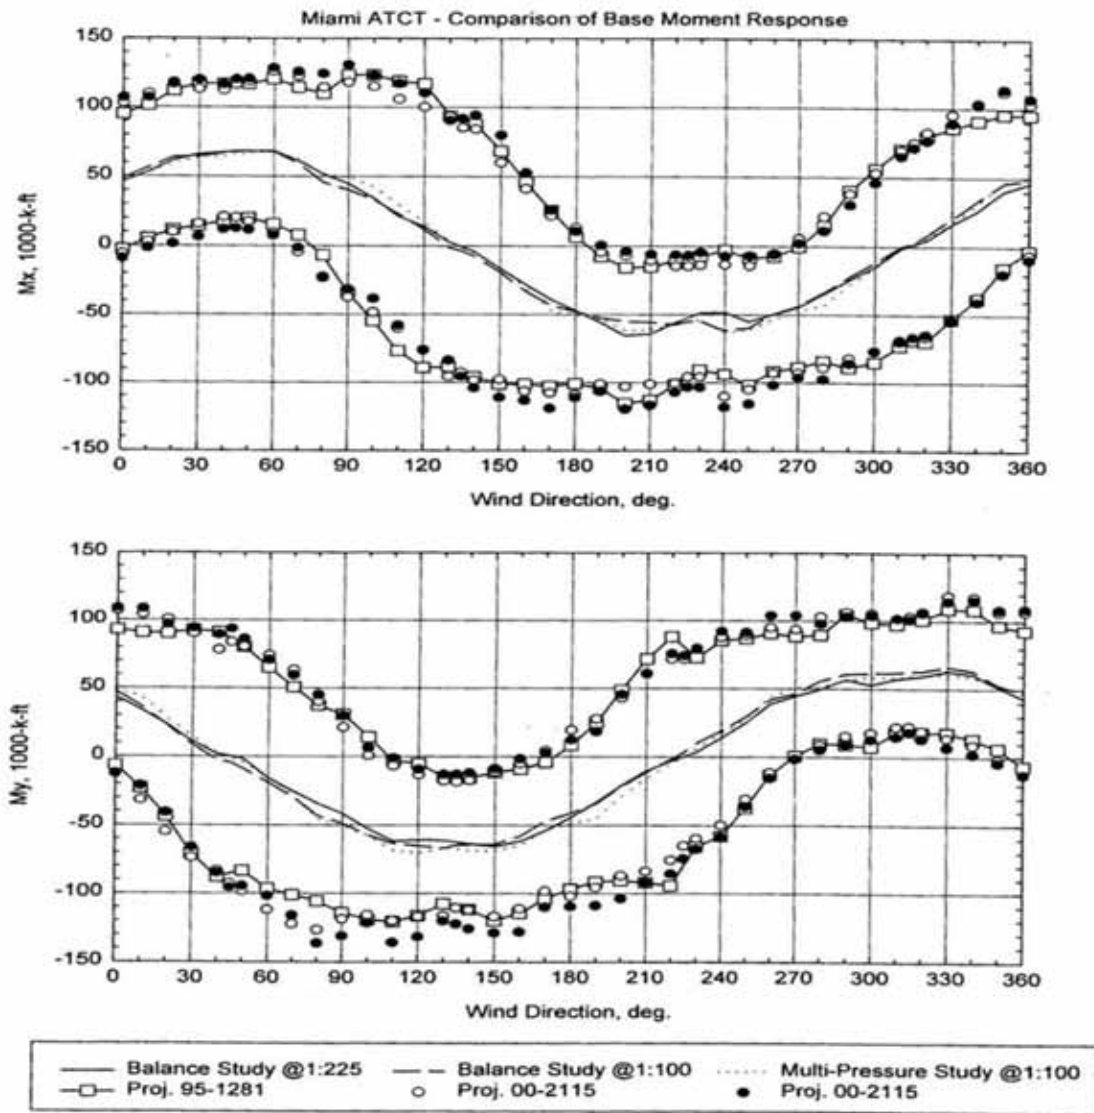 Miami ATCT - Comparison of Base Moment Response
150
100
50
0
-50
-100
-150
Mx, 1000-k-ft
0 30 60 90 120 150 180 210 240 270 300 330 360
Wind Direction, deg.
150
100
50
0
-50
-100
-150
My, 1000-k-ft
0 30 60 90 120 150 180 210 240 270 300 330 360
Wind Direction, deg.
Balance Study @1:225 Balance Study @1:100 Multi-Pressure Study @1:100
Proj. 95-1281 Proj. 00-2115 Proj. 00-2115